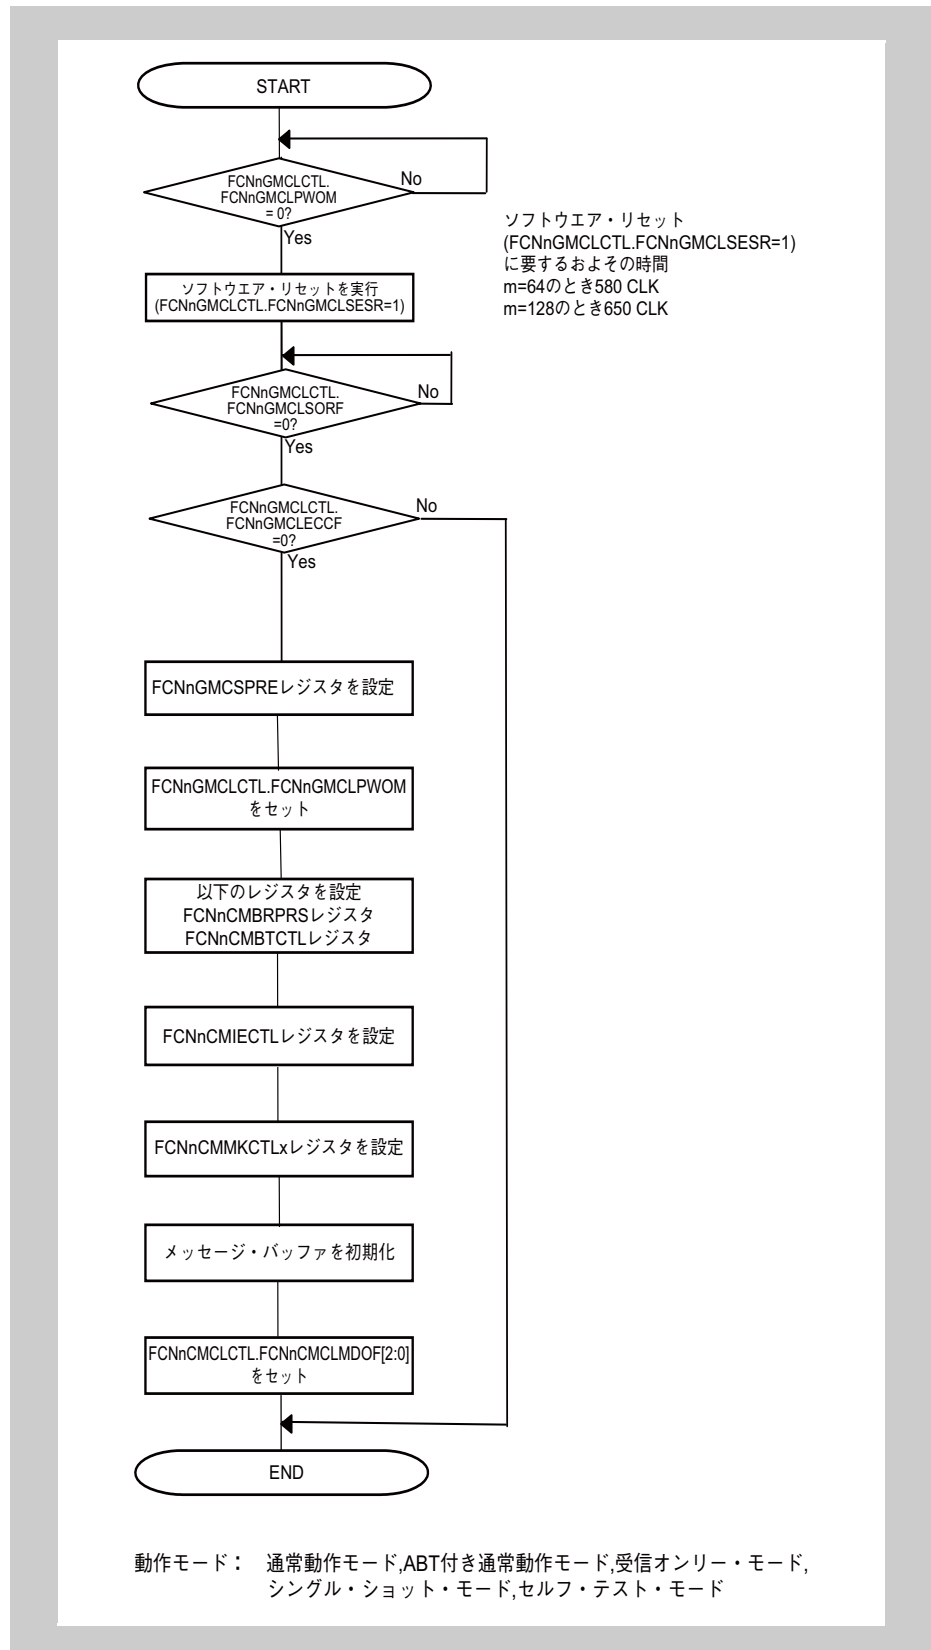 START
FCNnGMCLCTL.
FCNnGMCLPWOM
= 0?
No
Yes
ソフトウエア・リセット
(FCNnGMCLCTL.FCNnGMCLSESR=1)
に要するおよその時間
m=64のとき580 CLK
m=128のとき650 CLK
ソフトウエア・リセットを実行
(FCNnGMCLCTL.FCNnGMCLSESR=1)
FCNnGMCLCTL.
FCNnGMCLSORF
=0?
No
Yes
FCNnGMCLCTL.
FCNnGMCLECCF
=0?
No
Yes
FCNnGMCSPREレジスタを設定
FCNnGMCLCTL.FCNnGMCLPWOM
をセット
以下のレジスタを設定
FCNnCMBRPRSレジスタ
FCNnCMBTCTLレジスタ
FCNnCMIECTLレジスタを設定
FCNnCMMKCTLxレジスタを設定
メッセージ・バッファを初期化
FCNnCMCLCTL.FCNnCMCLMDOF[2:0]
をセット
END
動作モード： 通常動作モード,ABT付き通常動作モード,受信オンリー・モード,
シングル・ショット・モード,セルフ・テスト・モード